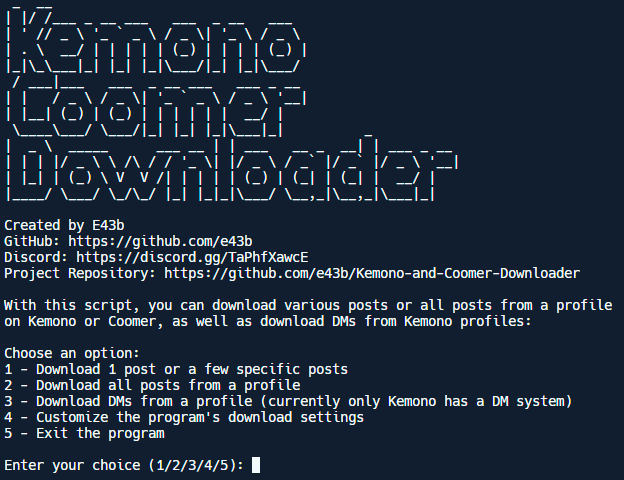 Kemono
Coomer
Downloader
Created by E43b
GitHub: https://github.com/e43b
Discord: https://discord.gg/TaPhfXawcE
Project Repository: https://github.com/e43b/Kemono-and-Coomer-Downloader
With this script, you can download various posts or all posts from a profile
on Kemono or Coomer, as well as download DMs from Kemono profiles:
Choose an option:
1 - Download 1 post or a few specific posts
2 - Download all posts from a profile
3 - Download DMs from a profile (currently only Kemono has a DM system)
4 - Customize the program's download settings
5 - Exit the program
Enter your choice (1/2/3/4/5):